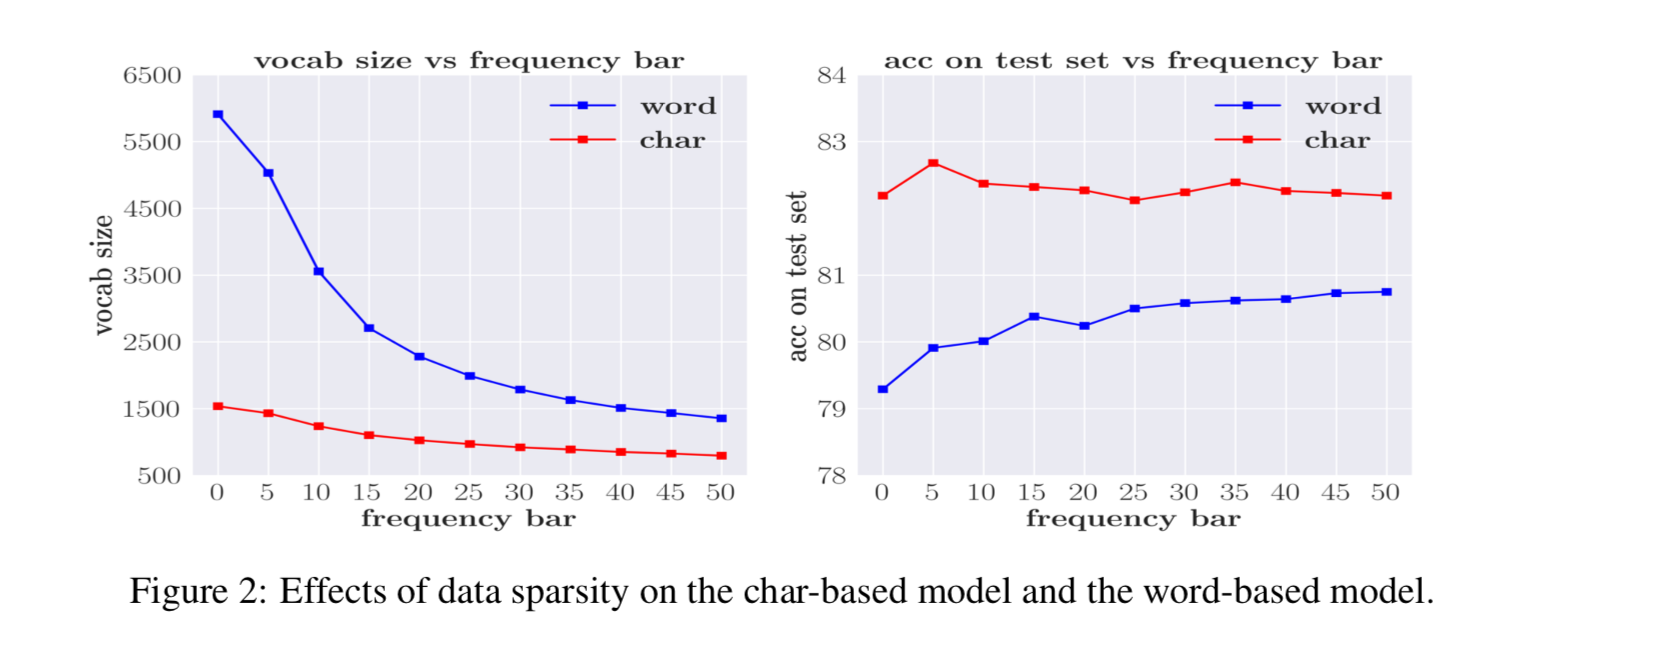 vocab size vs frequency bar
6500
5500
4500
3500
2500
1500
500
vocab size
word
char
0 5 10 15 20 25 30 35 40 45 50
frequency bar
acc on test set vs frequency bar
84
83
81
80
79
78
acc on test set
word
char
0 5 10 15 20 25 30 35 40 45 50
frequency bar
Figure 2: Effects of data sparsity on the char-based model and the word-based model.